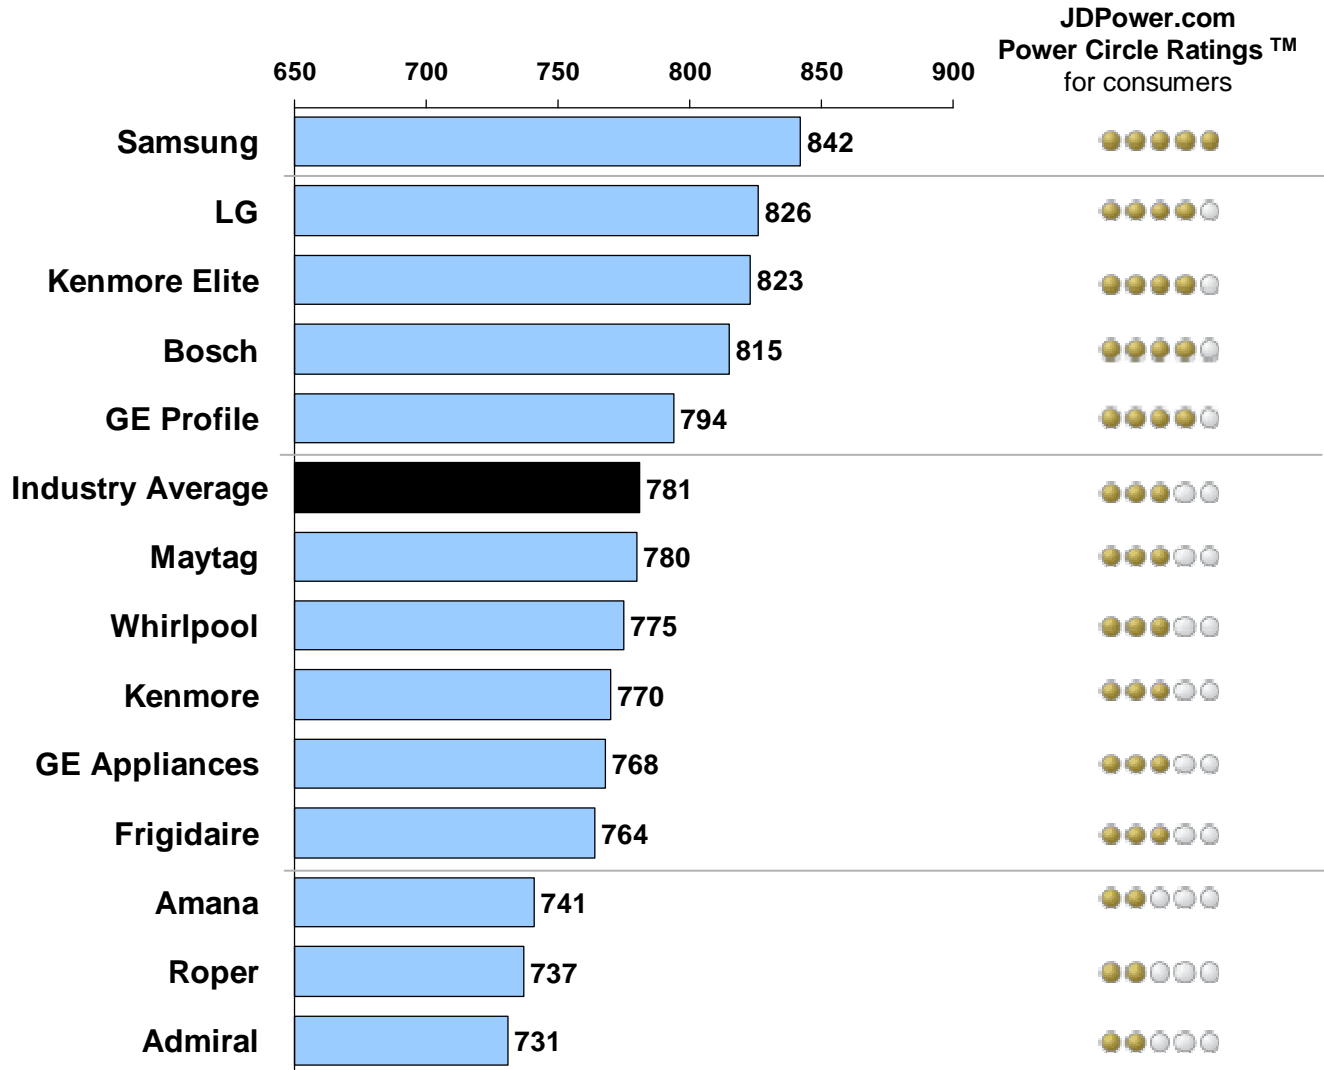 JDPower.com
Power Circle Ratings TM
for consumers
650 700 750 800 850 900
Samsung 842
LG 826
Kenmore Elite 823
Bosch 815
GE Profile 794
Industry Average 781
Maytag 780
Whirlpool 775
Kenmore 770
GE Appliances 768
Frigidaire 764
Amana 741
Roper 737
Admiral 731